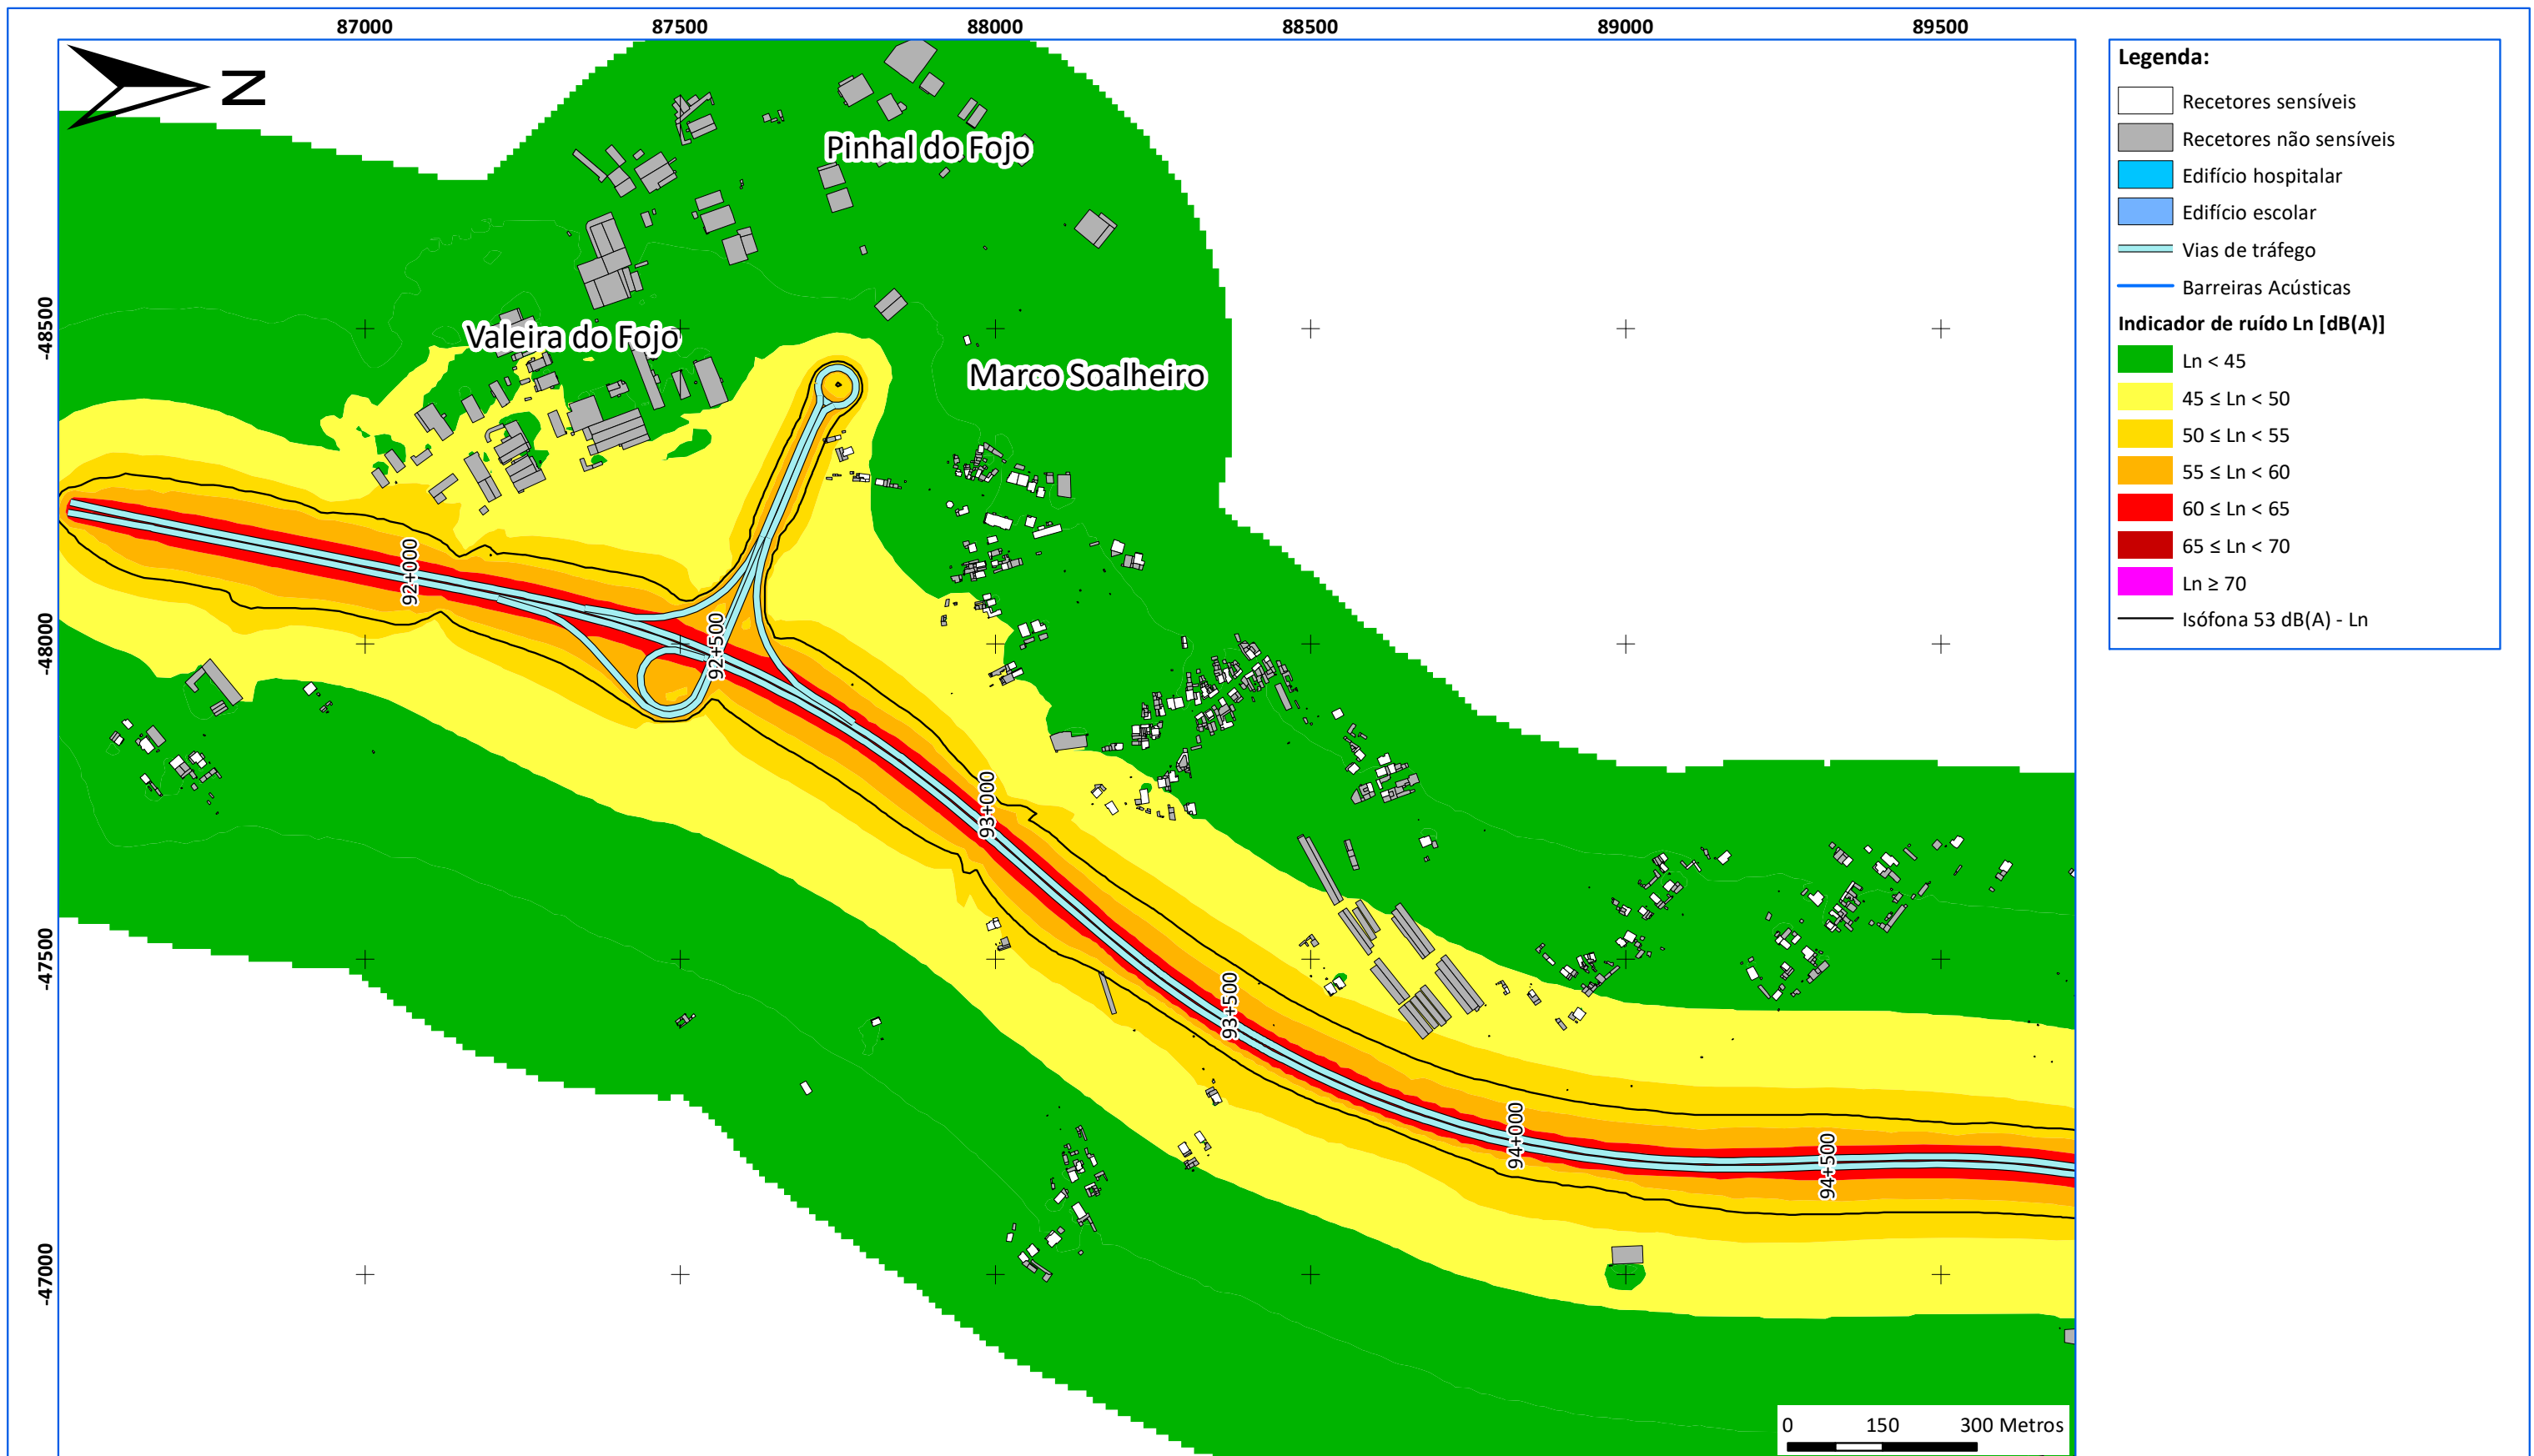 87000
87500
88000
88500
89000
89500
N
-48500
-48000
-47500
-47000
Pinhal do Fojo
Valeira do Fojo
Marco Soalheiro
92+000
92+500
93+000
93+500
94+000
94+500
0 150 300 Metros
Legenda:
Recetores sensíveis
Recetores não sensíveis
Edifício hospitalar
Edifício escolar
Vias de tráfego
Barreiras Acústicas
Indicador de ruído Ln [dB(A)]
Ln < 45
45 ≤ Ln < 50
50 ≤ Ln < 55
55 ≤ Ln < 60
60 ≤ Ln < 65
65 ≤ Ln < 70
Ln ≥ 70
Isófona 53 dB(A) - Ln